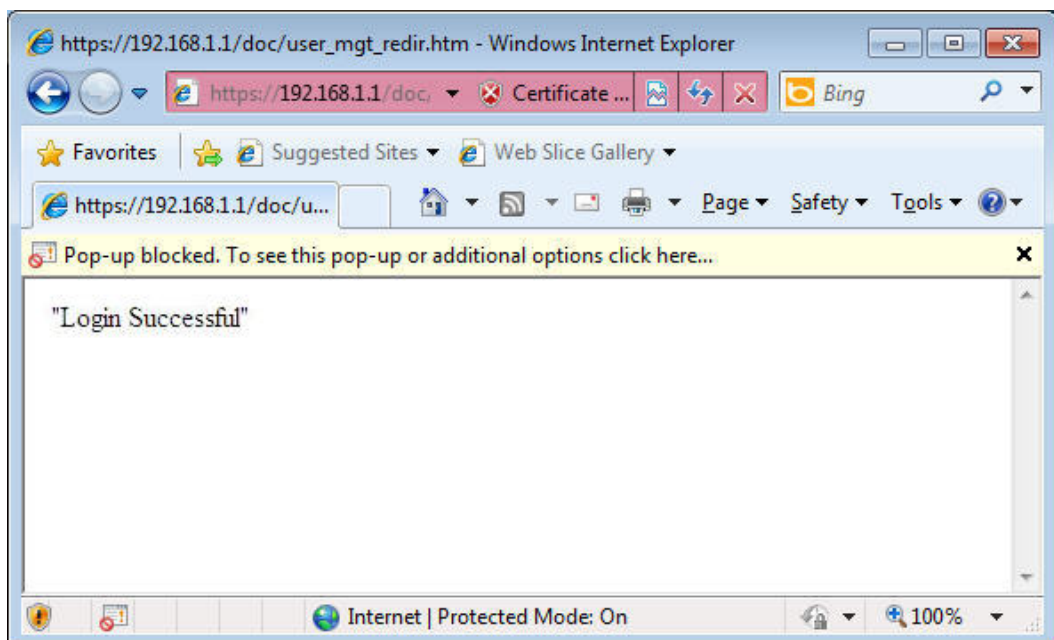 https://192.168.1.1/doc/user_mgt_redir.htm - Windows Internet Explorer
https://192.168.1.1/doc, Certificate ... Bing
Favorites Suggested Sites Web Slice Gallery
https://192.168.1.1/doc/u... Page Safety Tools
Pop-up blocked. To see this pop-up or additional options click here...
"Login Successful"
Internet | Protected Mode: On 100%